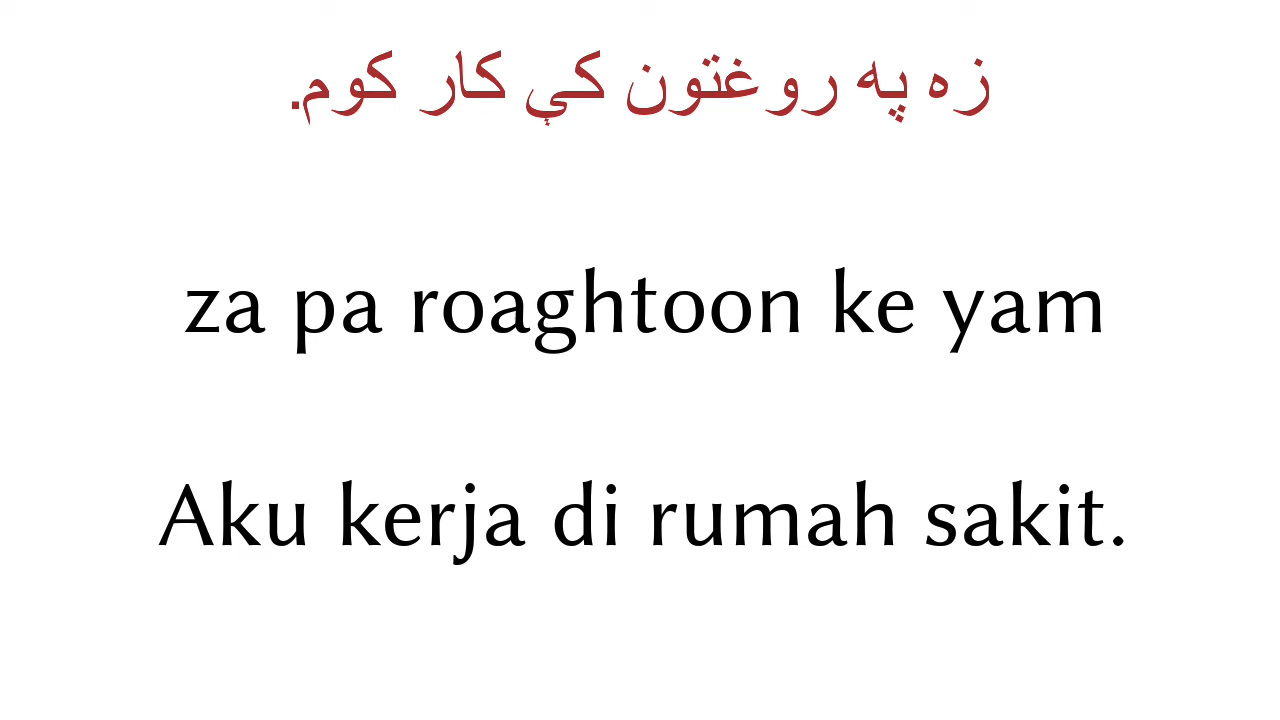 زه په روغتون کې کار کوم.
za pa roaghtoon ke yam
Aku kerja di rumah sakit.